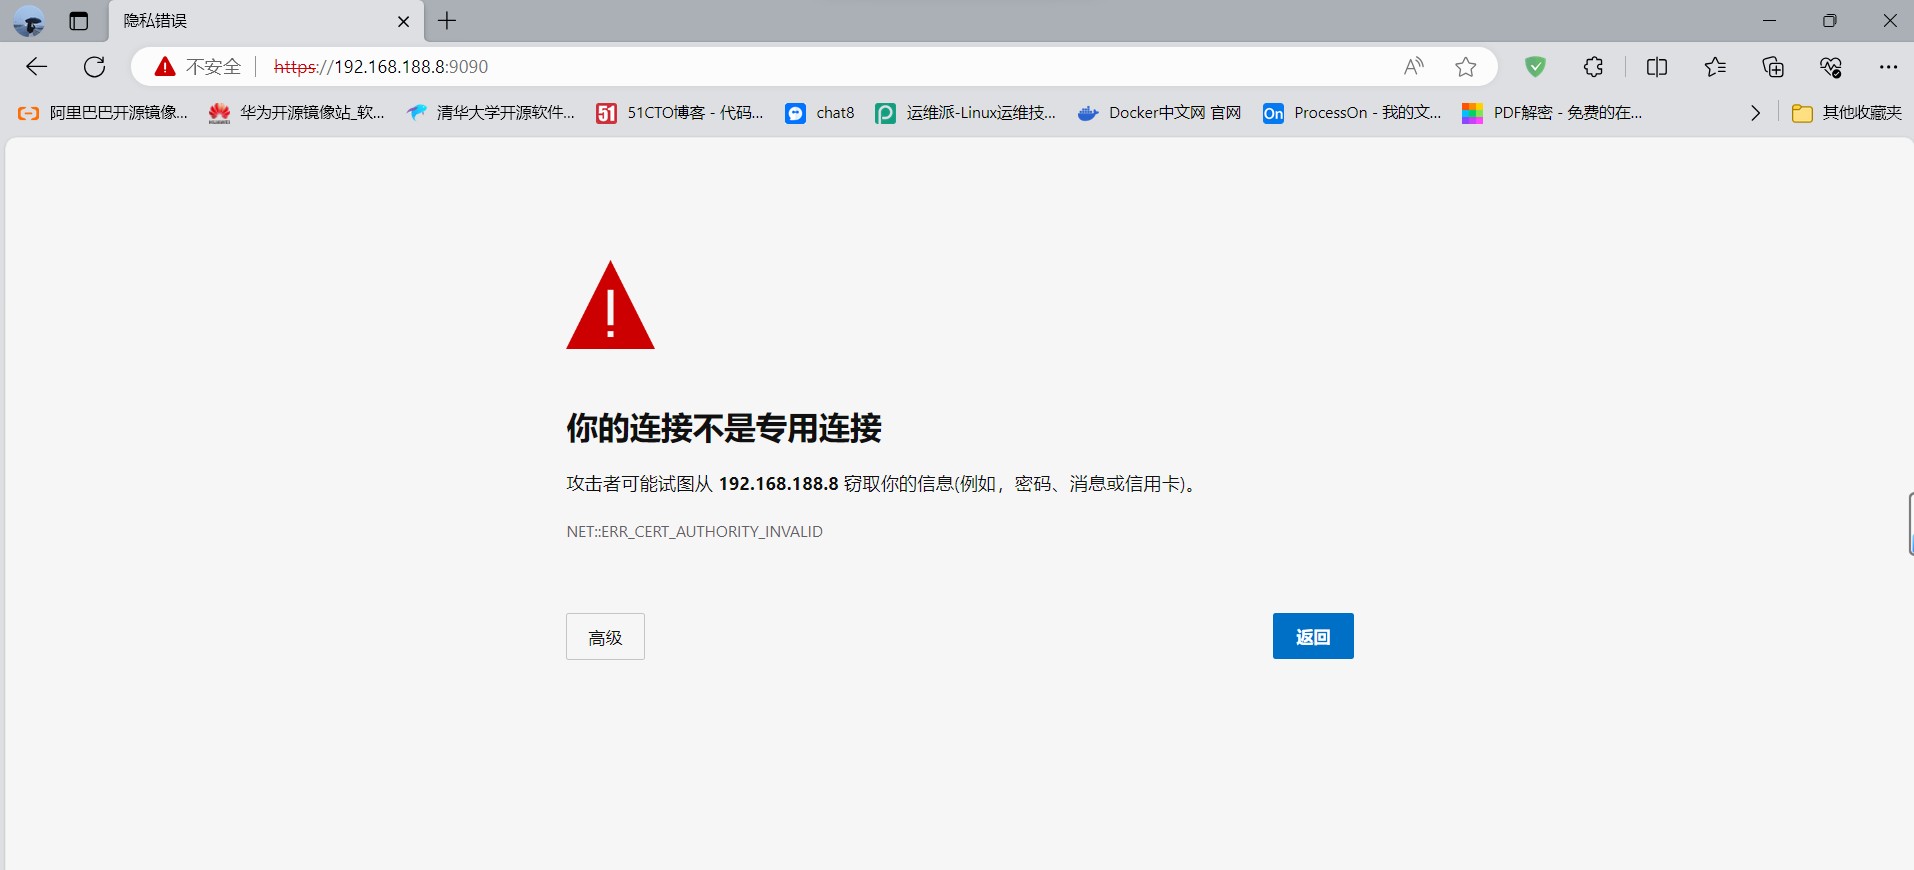 隐私错误
不安全
https://192.168.188.8:9090
阿里巴巴开源镜像...
华为开源镜像站_软...
清华大学开源软件...
51CTO博客 - 代码...
chat8
运维派-Linux运维技...
Docker中文网 官网
ProcessOn - 我的文...
PDF解密 - 免费的在...
其他收藏夹
你的连接不是专用连接
攻击者可能试图从 192.168.188.8 窃取你的信息(例如，密码、消息或信用卡)。
NET::ERR_CERT_AUTHORITY_INVALID
高级
返回